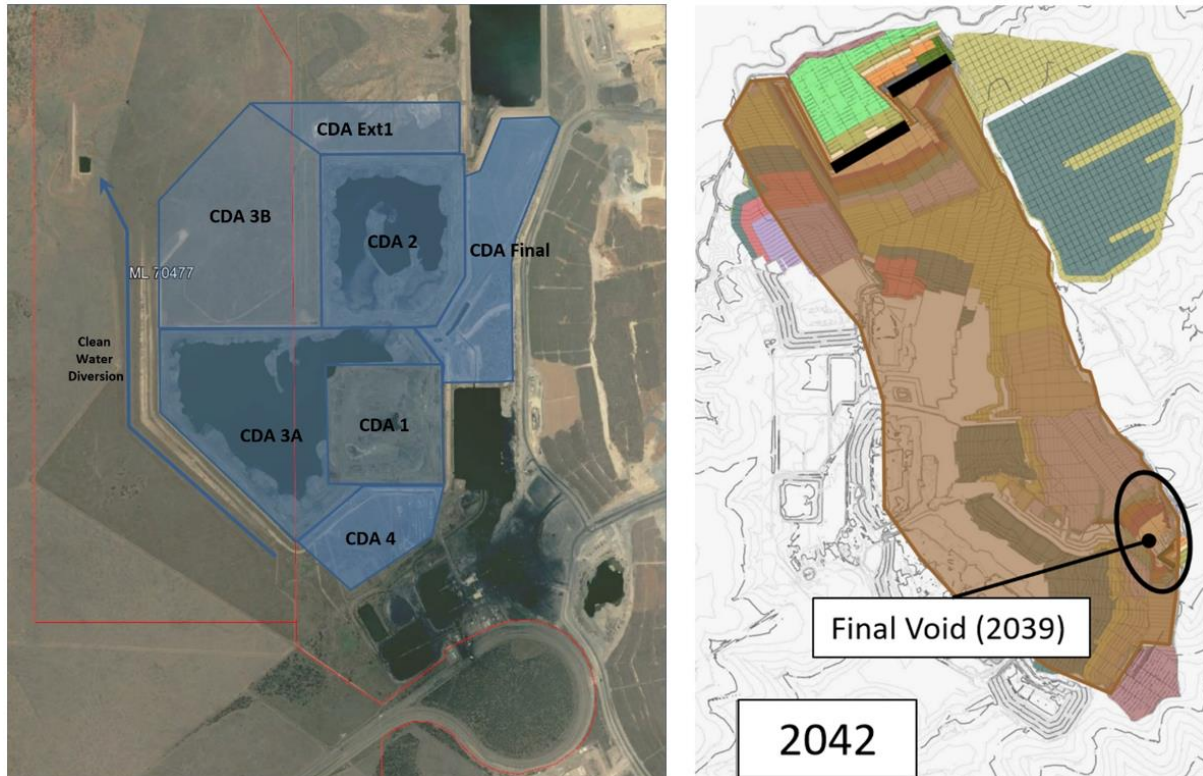 CDA Ext1
CDA 3B
CDA 2
CDA Final
ML 70477
Clean
Water
Diversion
CDA 3A
CDA 1
CDA 4
Final Void (2039)
2042